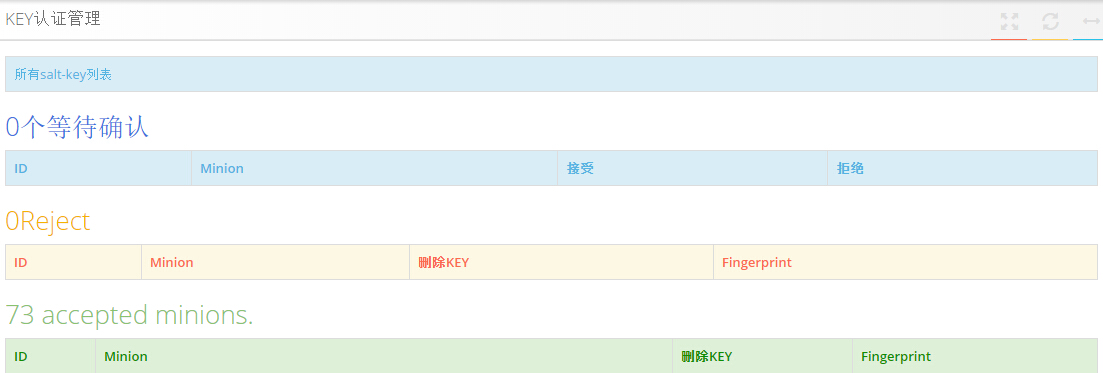 KEY认证管理
所有salt-key列表
0个等待确认
ID Minion 接受 拒绝
0Reject
ID Minion 删除KEY Fingerprint
73 accepted minions.
ID Minion 删除KEY Fingerprint